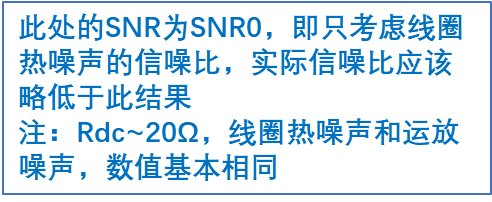 此处的SNR为SNR0，即只考虑线圈
热噪声的信噪比，实际信噪比应该
略低于此结果
注：Rdc~20Ω，线圈热噪声和运放
噪声，数值基本相同